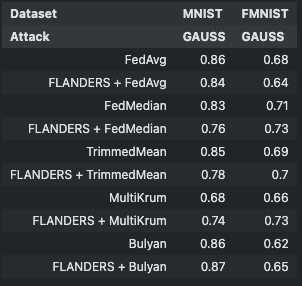 Dataset MNIST FMNIST
Attack GAUSS GAUSS
FedAvg 0.86 0.68
FLANDERS + FedAvg 0.84 0.64
FedMedian 0.83 0.71
FLANDERS + FedMedian 0.76 0.73
TrimmedMean 0.85 0.69
FLANDERS + TrimmedMean 0.78 0.7
MultiKrum 0.68 0.66
FLANDERS + MultiKrum 0.74 0.73
Bulyan 0.86 0.62
FLANDERS + Bulyan 0.87 0.65